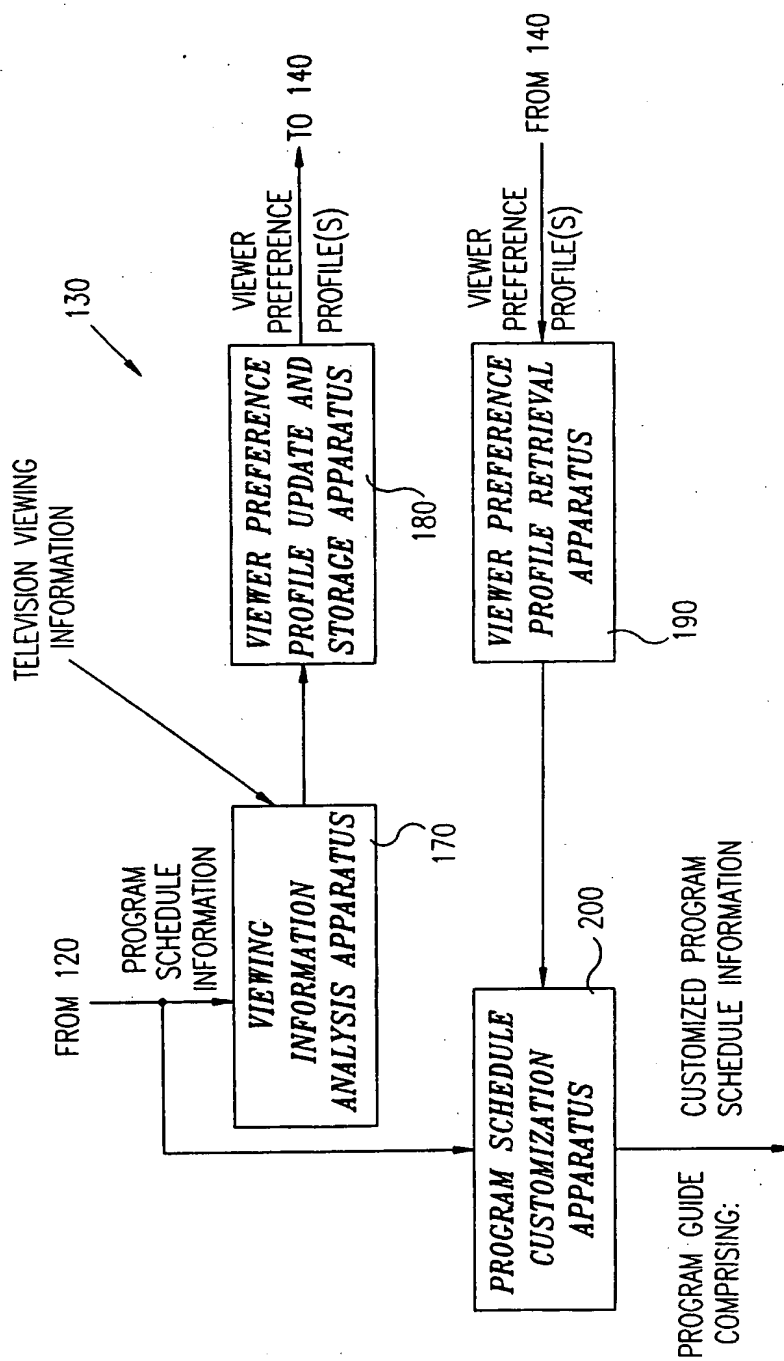 130
TELEVISION VIEWING
INFORMATION
FROM 120
PROGRAM
SCHEDULE
INFORMATION
VIEWING
INFORMATION
ANALYSIS APPARATUS
170
VIEWER PREFERENCE
PROFILE UPDATE AND
STORAGE APPARATUS
180
VIEWER
PREFERENCE
PROFILE(S)
TO 140
PROGRAM SCHEDULE
CUSTOMIZATION
APPARATUS
200
VIEWER PREFERENCE
PROFILE RETRIEVAL
APPARATUS
190
VIEWER
PREFERENCE
PROFILE(S)
FROM 140
PROGRAM GUIDE
COMPRISING:
CUSTOMIZED PROGRAM
SCHEDULE INFORMATION